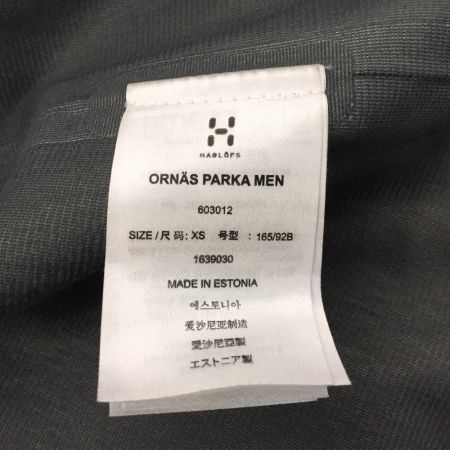 HAGLÖFS
ORNÄS PARKA MEN
603012
SIZE / 尺 码: XS 号型 : 165/92B
1639030
MADE IN ESTONIA
에스토니아
爱沙尼亚制造
愛沙尼亞製
エストニア製